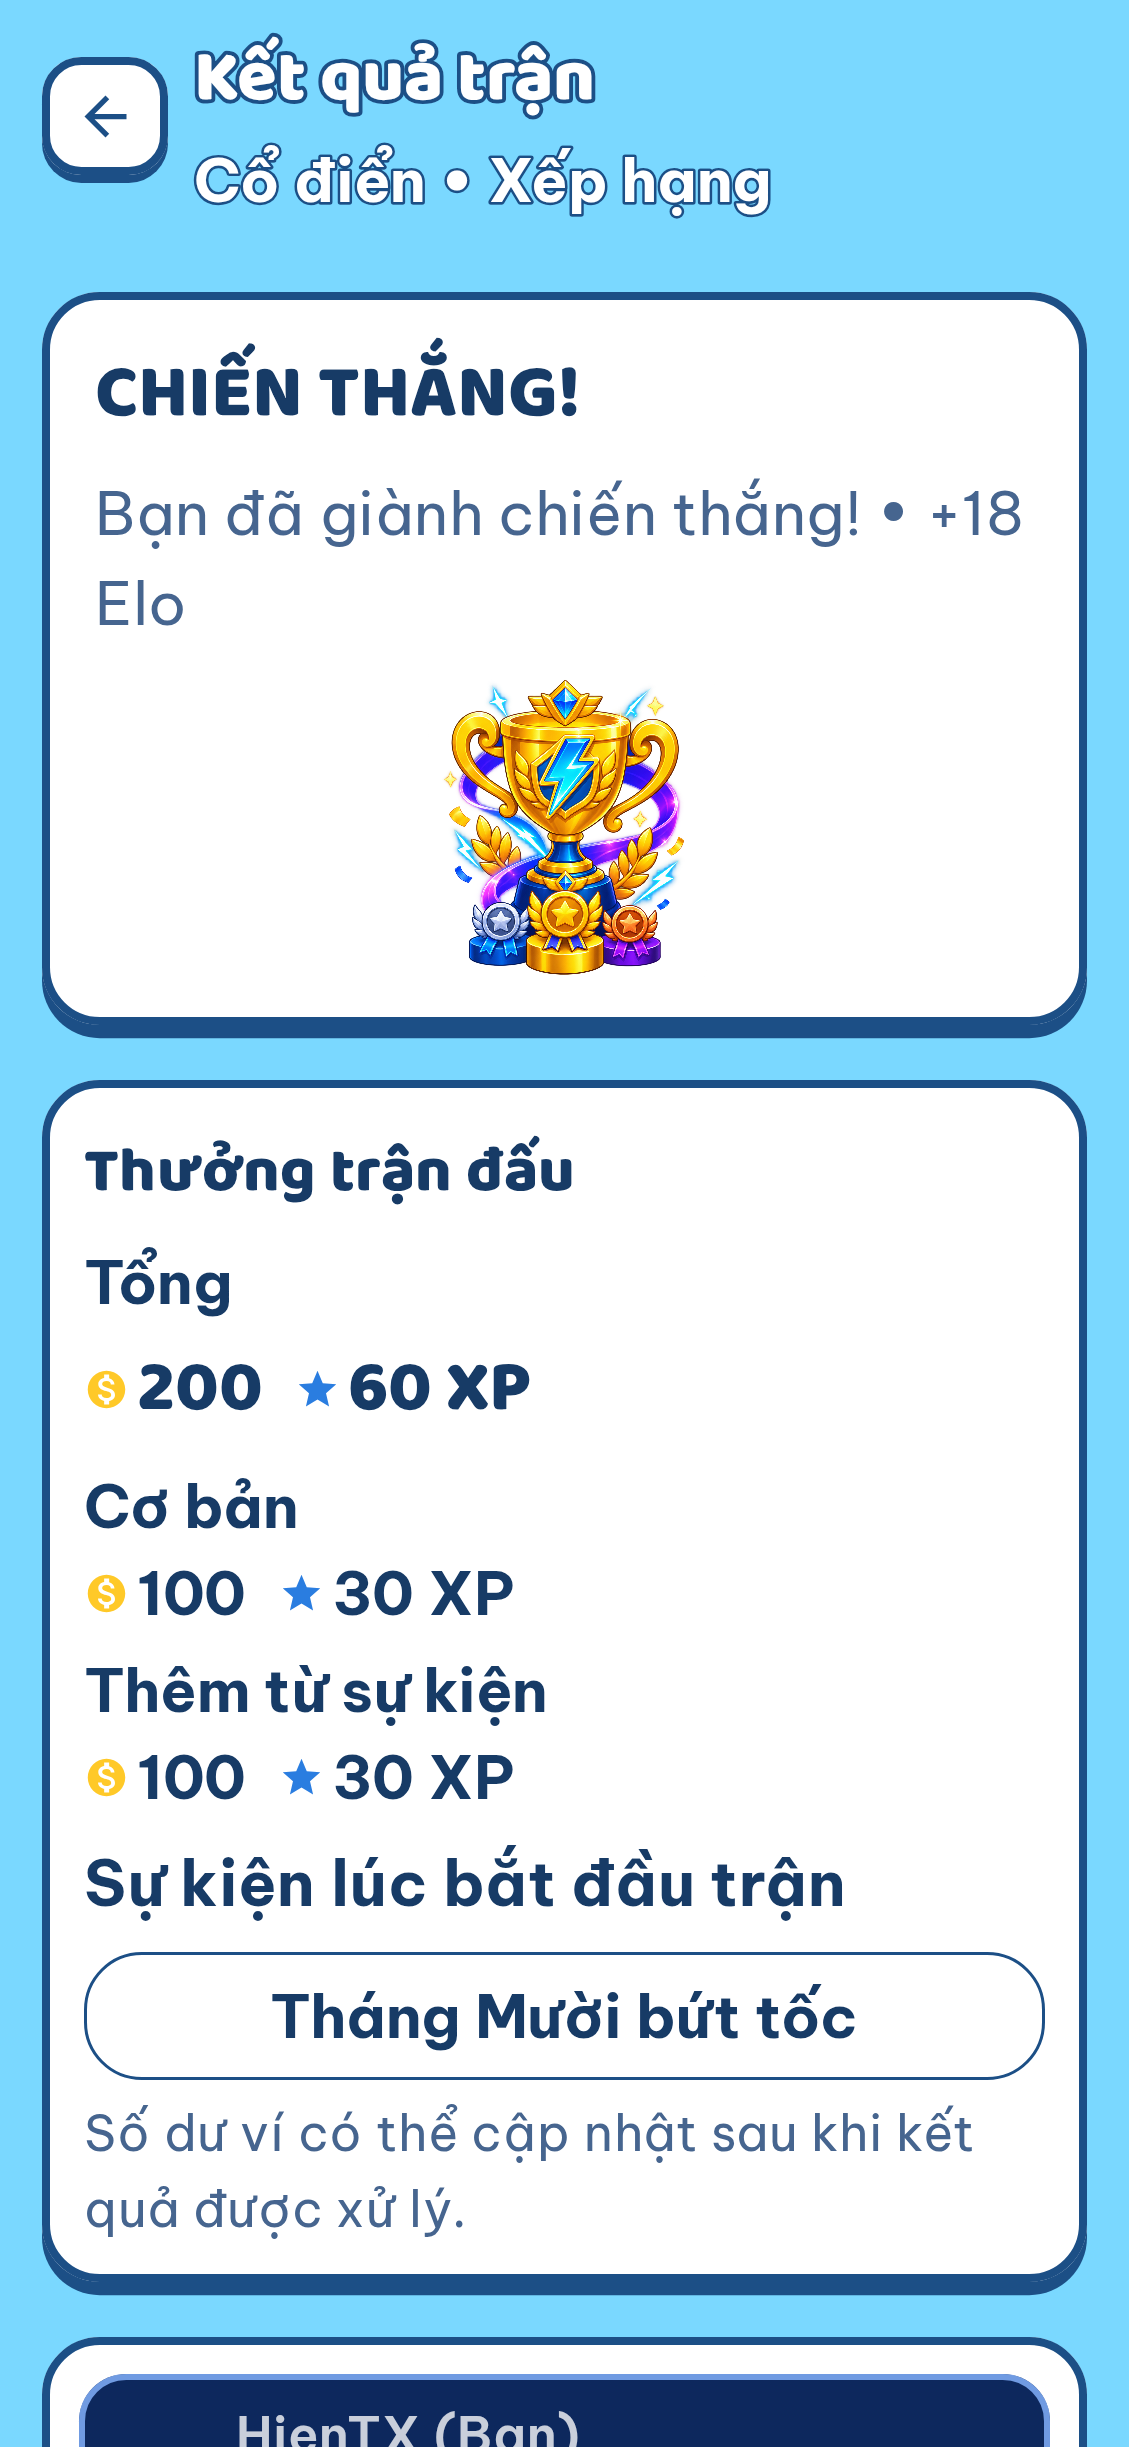 Kết quả trận
Cổ điển • Xếp hạng
CHIẾN THẮNG!
Bạn đã giành chiến thắng! • +18
Elo
Thưởng trận đấu
Tổng
200 60 XP
Cơ bản
100 30 XP
Thêm từ sự kiện
100 30 XP
Sự kiện lúc bắt đầu trận
Tháng Mười bứt tốc
Số dư ví có thể cập nhật sau khi kết
quả được xử lý.
HienTX (Bạn)